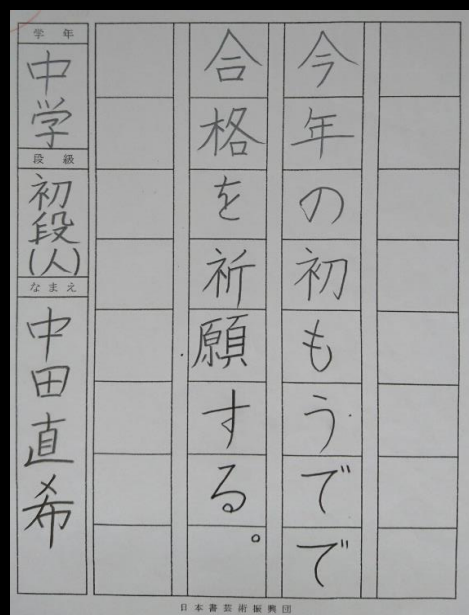 今年の初もうでで
合格を祈願する。
学年
中学
段級
初段(人)
なまえ
中田直希
日本書芸術振興団